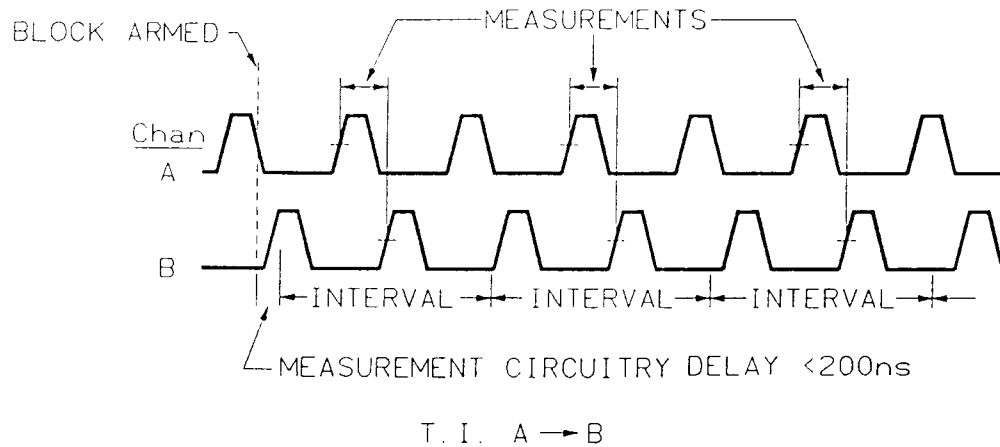 MEASUREMENTS
BLOCK ARMED
Chan
A
B
INTERVAL INTERVAL INTERVAL
MEASUREMENT CIRCUITRY DELAY <200ns
T. I. A → B